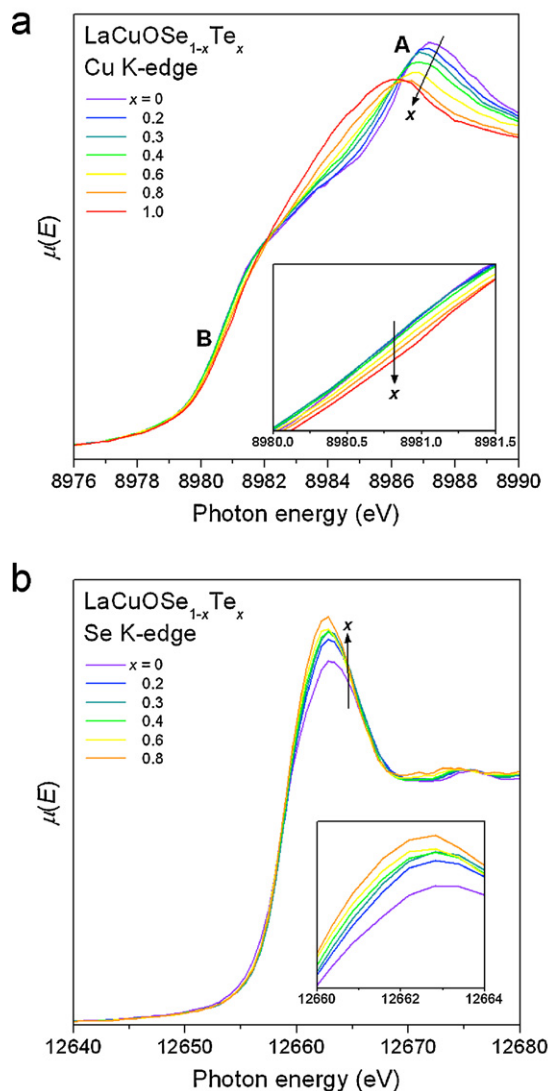 a
LaCuOSe1-xTex
Cu K-edge
x = 0
0.2
0.3
0.4
0.6
0.8
1.0
A
x
B
x
8980.0 8980.5 8981.0 8981.5
μ(E)
8976 8978 8980 8982 8984 8986 8988 8990
Photon energy (eV)
b
LaCuOSe1-xTex
Se K-edge
x = 0
0.2
0.3
0.4
0.6
0.8
x
12660 12662 12664
μ(E)
12640 12650 12660 12670 12680
Photon energy (eV)